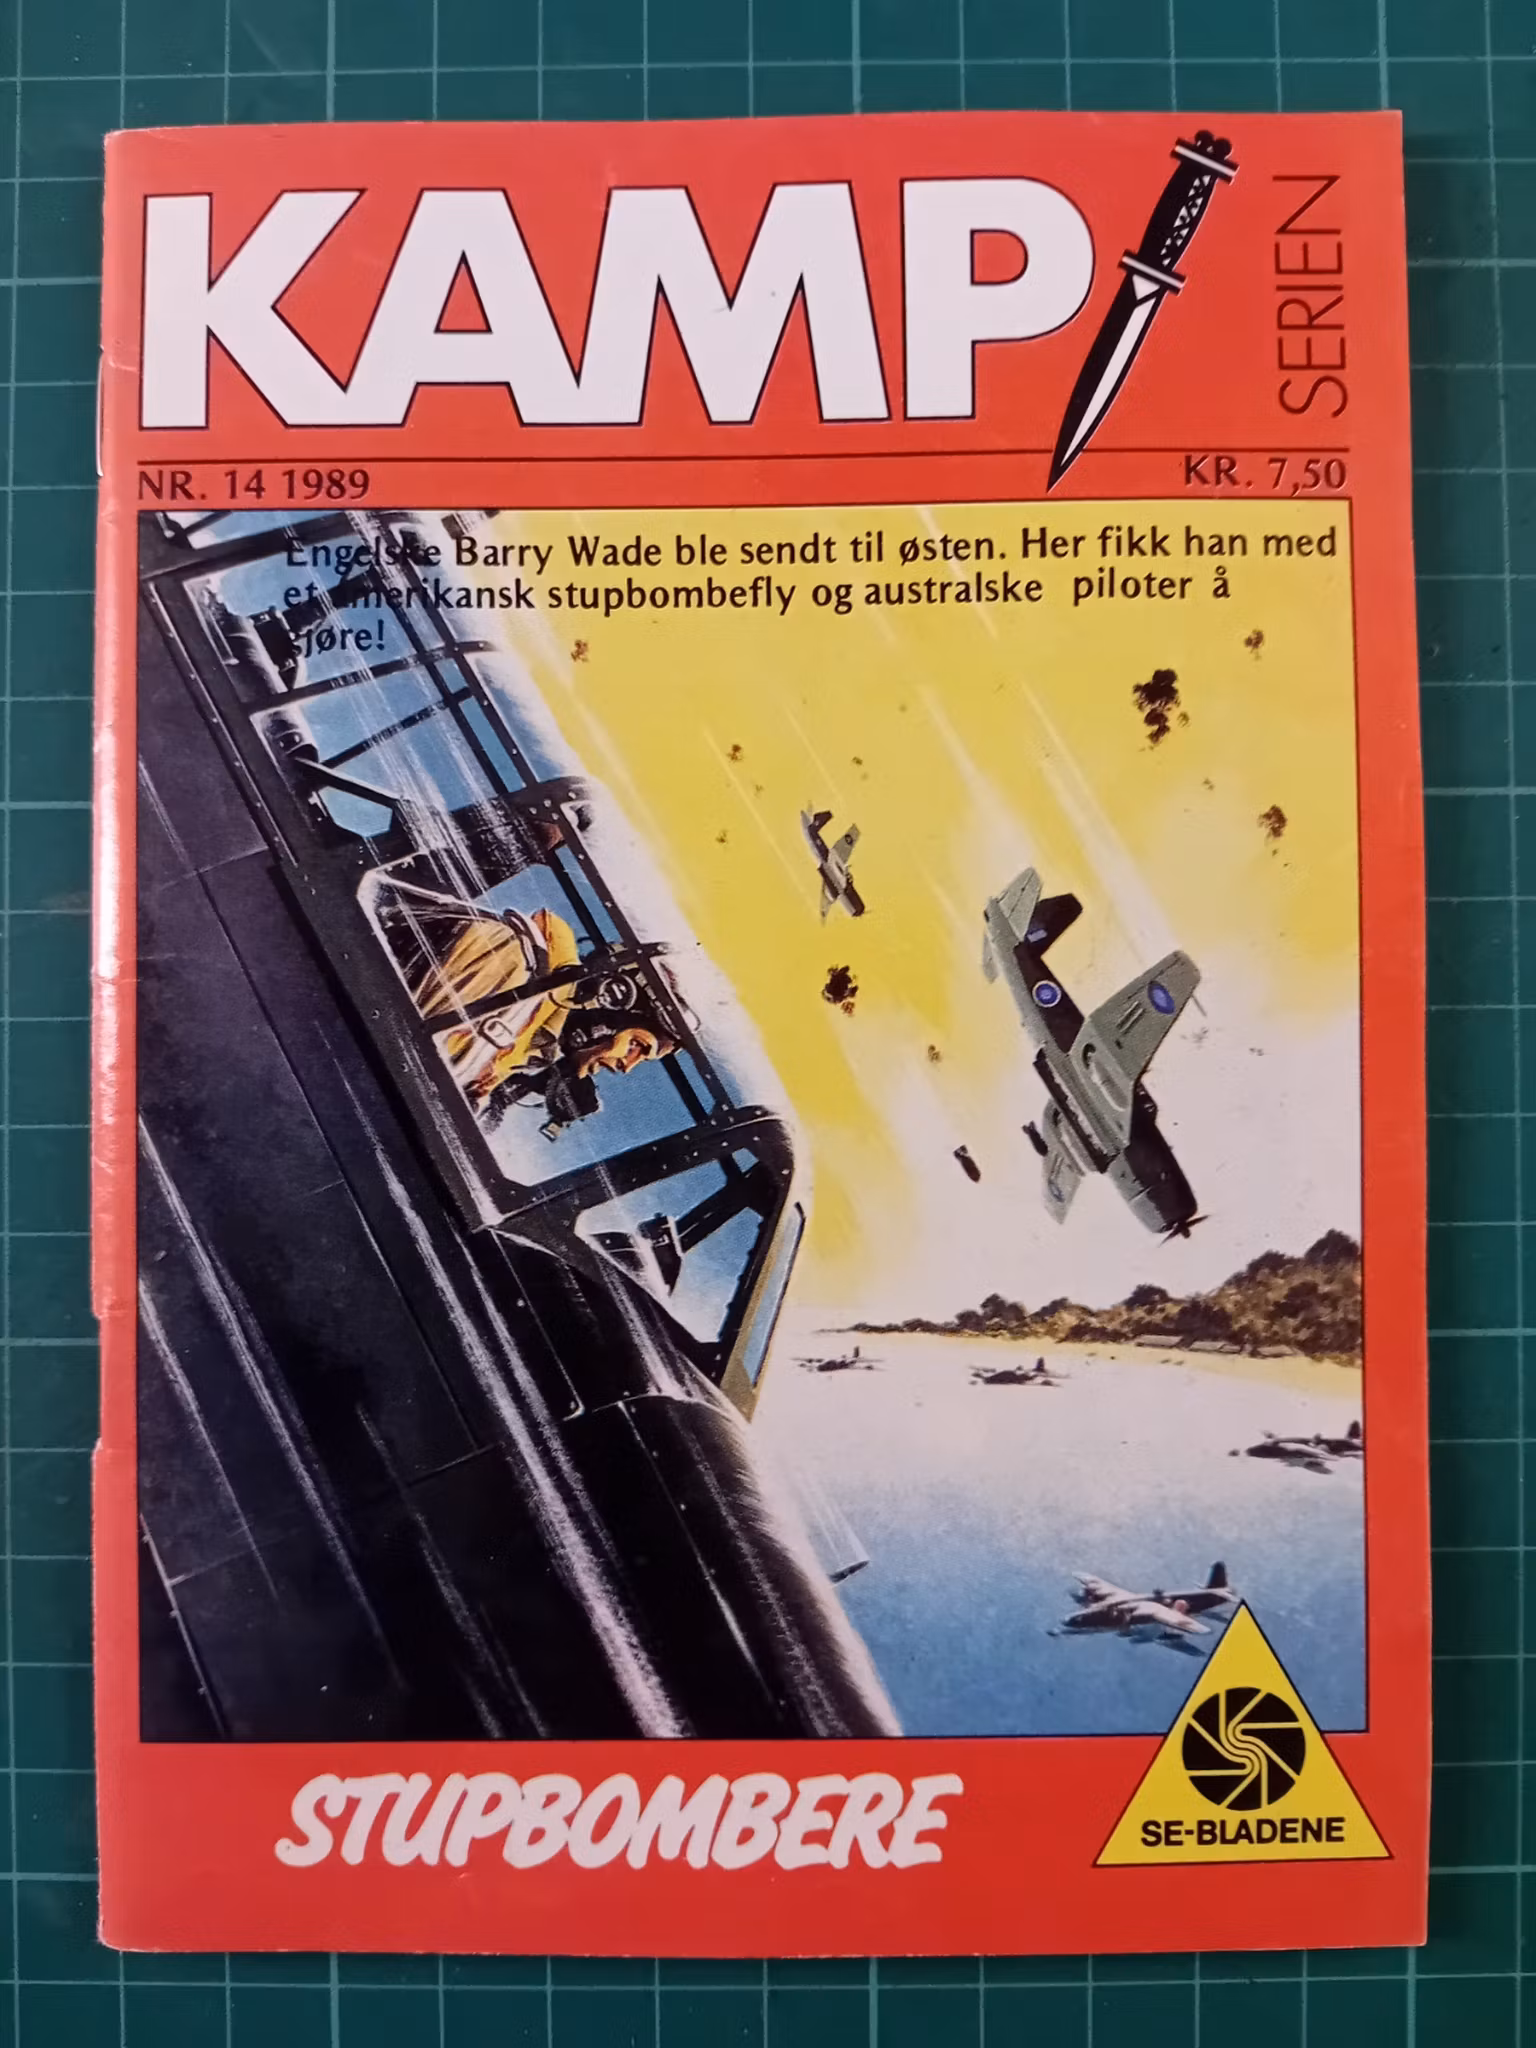 KAMP
SERIEN
NR. 14 1989
KR. 7,50
Engelske Barry Wade ble sendt til østen. Her fikk han med
et amerikansk stupbombefly og australske piloter å
gjøre!
STUPBOMBERE
SE-BLADENE